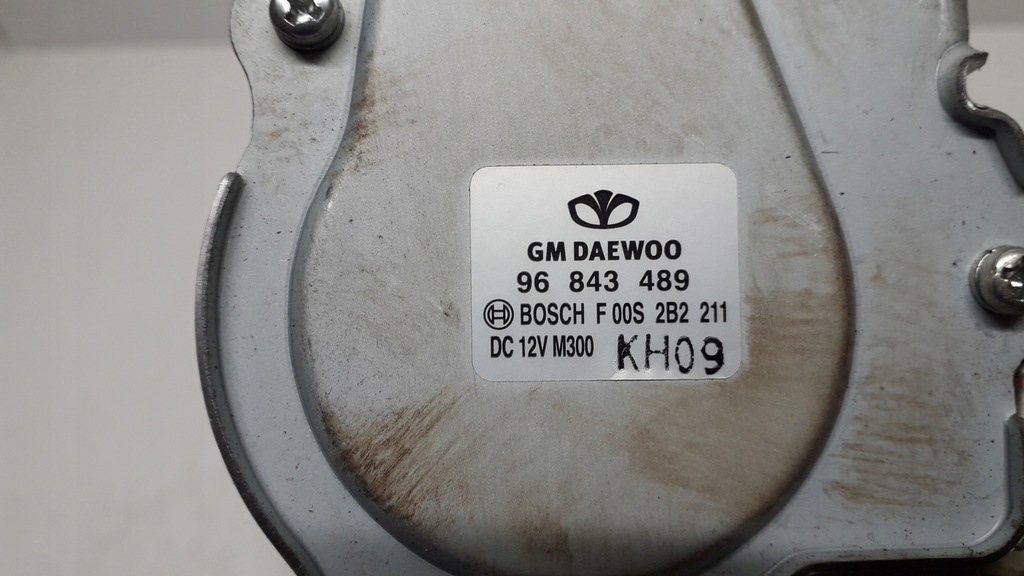 GM DAEWOO
96 843 489
BOSCH F 00S 2B2 211
DC 12V M300 KH09